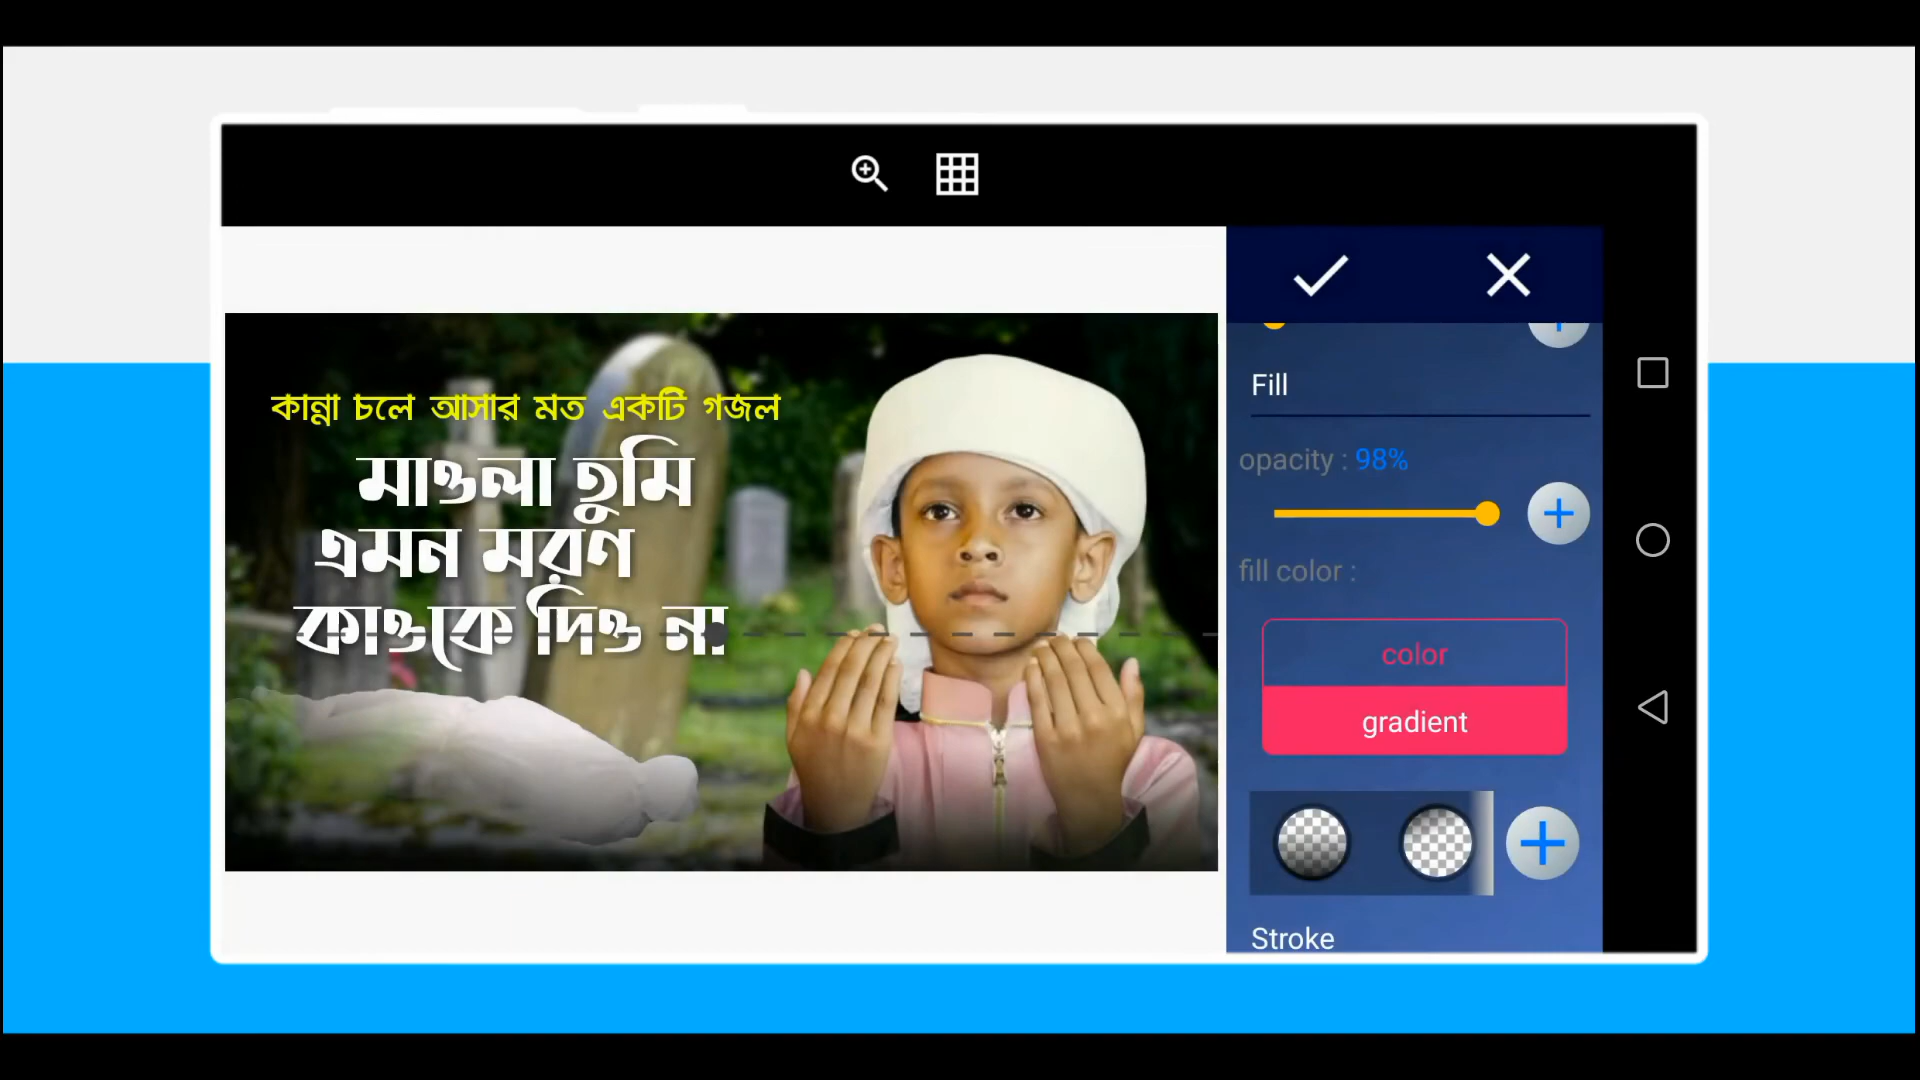 কান্না চলে আসার মত একটি গজল
মাওলা তুমি
এমন মরণ
কাওকে দিও না
Fill
opacity : 98%
fill color :
color
gradient
Stroke